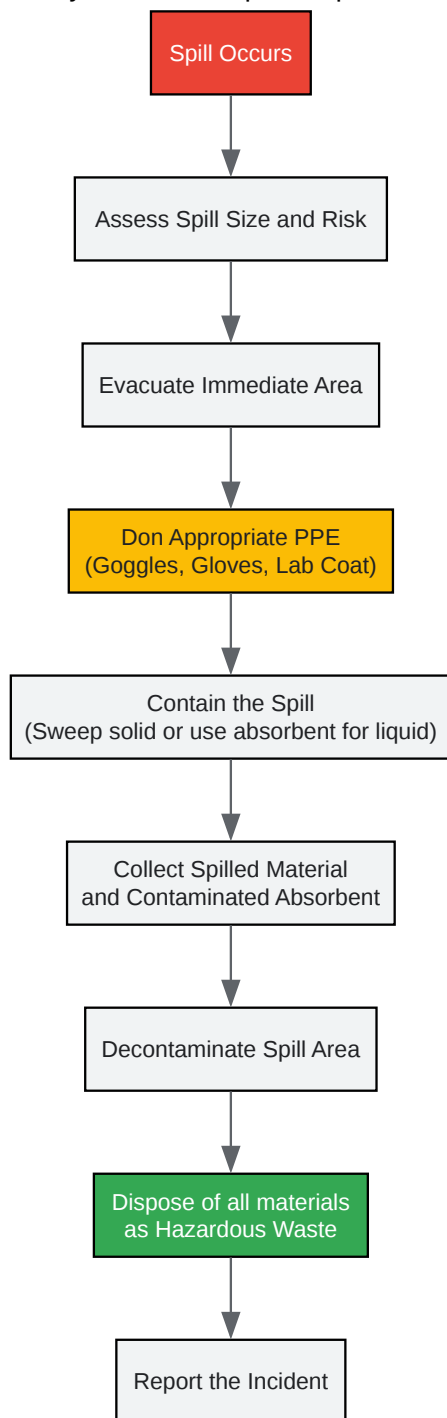 Spill Occurs
Assess Spill Size and Risk
Evacuate Immediate Area
Don Appropriate PPE
(Goggles, Gloves, Lab Coat)
Contain the Spill
(Sweep solid or use absorbent for liquid)
Collect Spilled Material
and Contaminated Absorbent
Decontaminate Spill Area
Dispose of all materials
as Hazardous Waste
Report the Incident